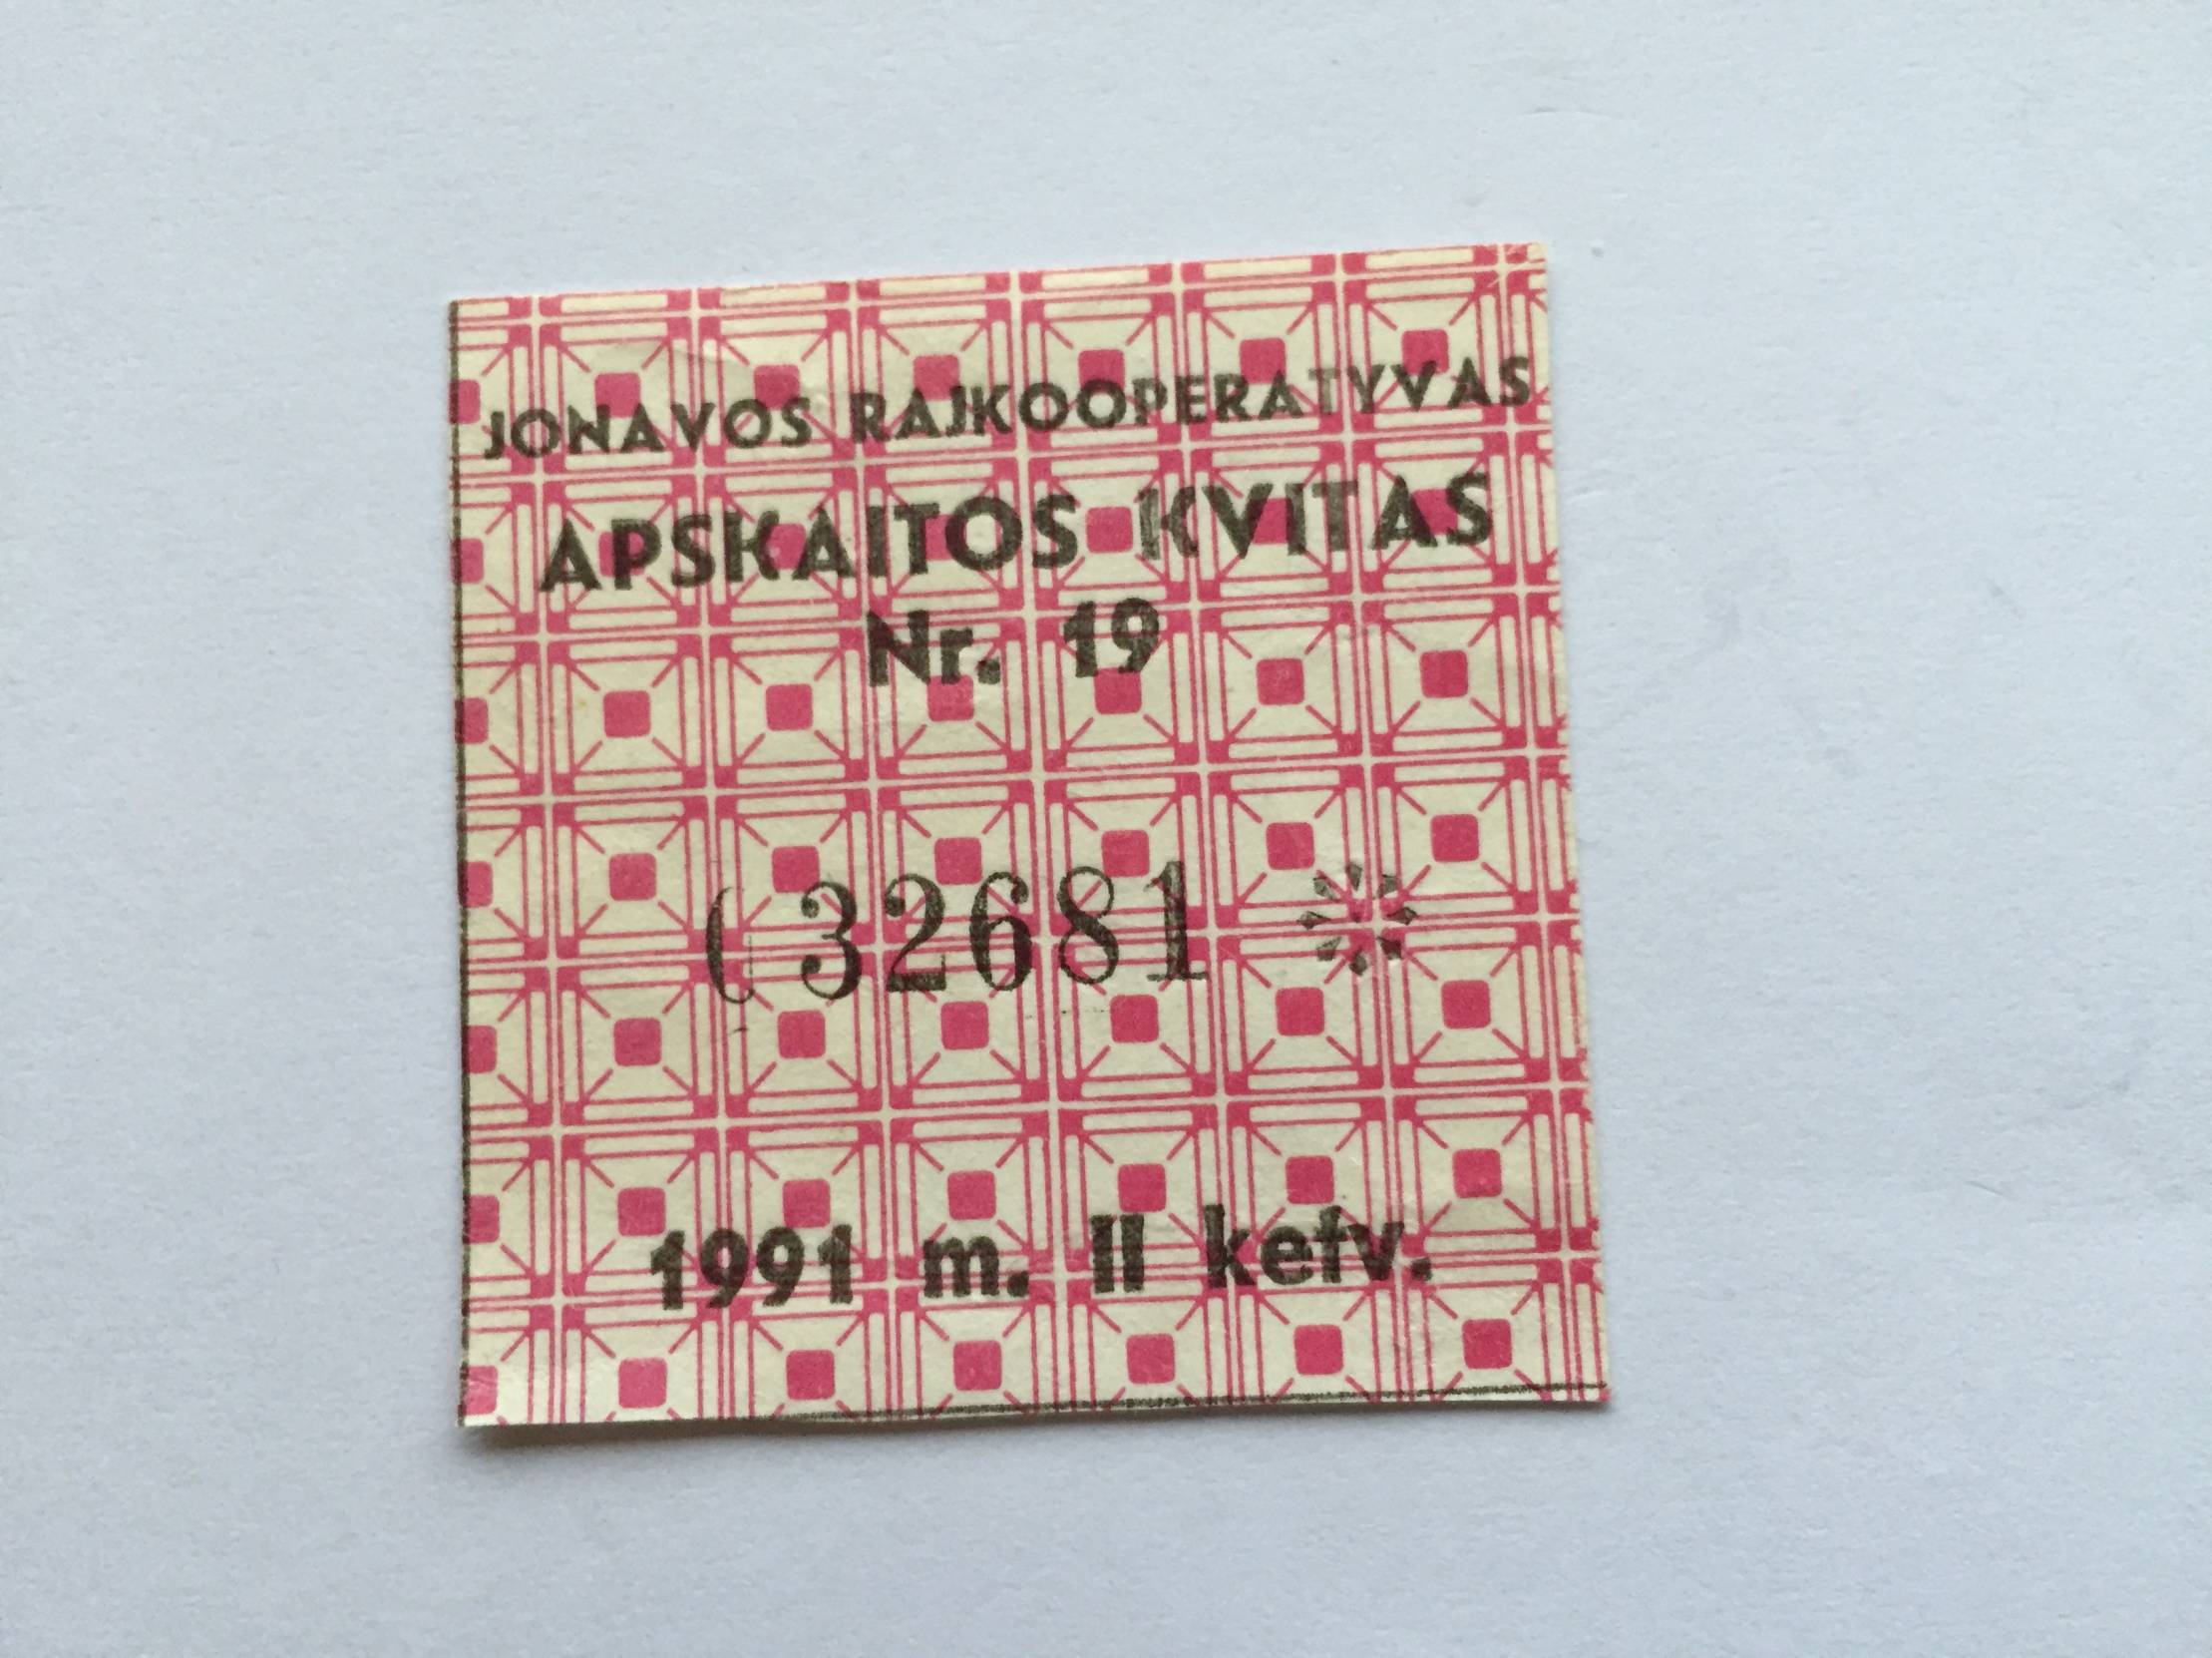 JONAVOS RAJKOOPERATYVAS
APSKAITOS KVITAS
Nr. 19
032681
1991 m. II ketv.